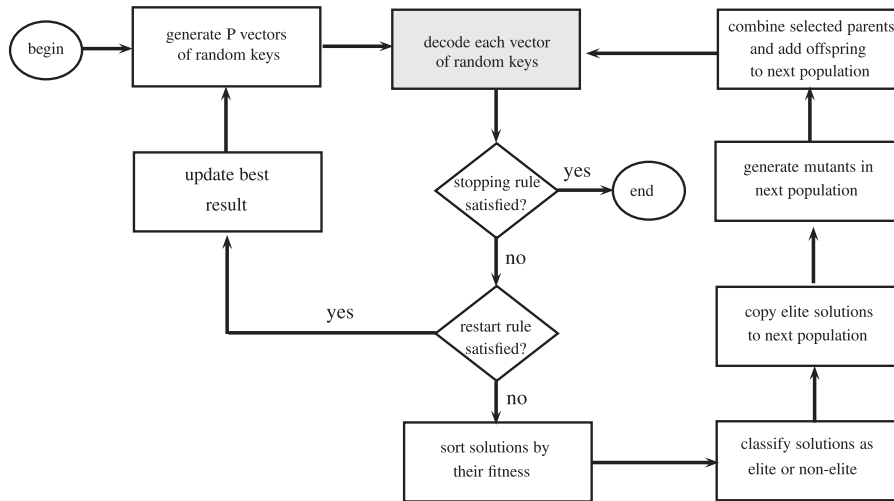 begin
generate P vectors
of random keys
decode each vector
of random keys
combine selected parents
and add offspring
to next population
update best
result
stopping rule
satisfied?
yes
end
generate mutants in
next population
no
yes
restart rule
satisfied?
copy elite solutions
to next population
no
sort solutions by
their fitness
classify solutions as
elite or non-elite